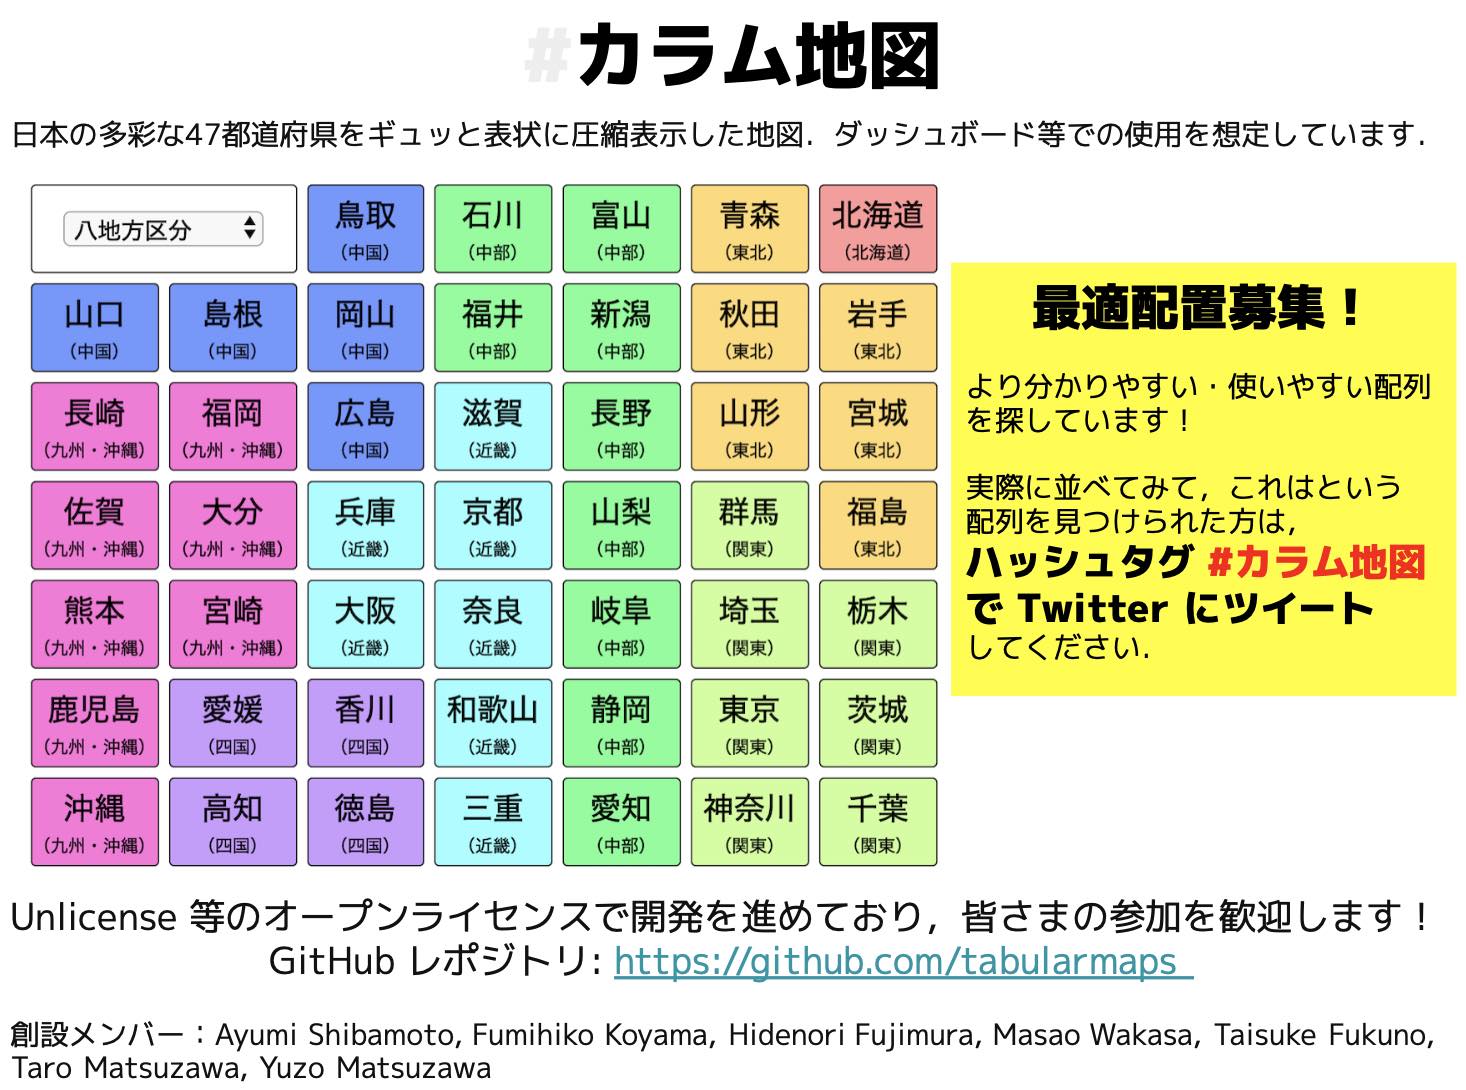 #カラム地図
日本の多彩な47都道府県をギュッと表状に圧縮表示した地図．ダッシュボード等での使用を想定しています．
八地方区分 鳥取 石川 富山 青森 北海道
（中国） （中部） （中部） （東北） （北海道）
山口 島根 岡山 福井 新潟 秋田 岩手
（中国） （中国） （中国） （中部） （中部） （東北） （東北）
長崎 福岡 広島 滋賀 長野 山形 宮城
（九州・沖縄） （九州・沖縄） （中国） （近畿） （中部） （東北） （東北）
佐賀 大分 兵庫 京都 山梨 群馬 福島
（九州・沖縄） （九州・沖縄） （近畿） （近畿） （中部） （関東） （東北）
熊本 宮崎 大阪 奈良 岐阜 埼玉 栃木
（九州・沖縄） （九州・沖縄） （近畿） （近畿） （中部） （関東） （関東）
鹿児島 愛媛 香川 和歌山 静岡 東京 茨城
（九州・沖縄） （四国） （四国） （近畿） （中部） （関東） （関東）
沖縄 高知 徳島 三重 愛知 神奈川 千葉
（九州・沖縄） （四国） （四国） （近畿） （中部） （関東） （関東）
最適配置募集！
より分かりやすい・使いやすい配列
を探しています！
実際に並べてみて，これはという
配列を見つけられた方は，
ハッシュタグ #カラム地図
で Twitter にツイート
してください．
Unlicense 等のオープンライセンスで開発を進めており，皆さまの参加を歓迎します！
GitHub レポジトリ: https://github.com/tabularmaps
創設メンバー：Ayumi Shibamoto, Fumihiko Koyama, Hidenori Fujimura, Masao Wakasa, Taisuke Fukuno,
Taro Matsuzawa, Yuzo Matsuzawa